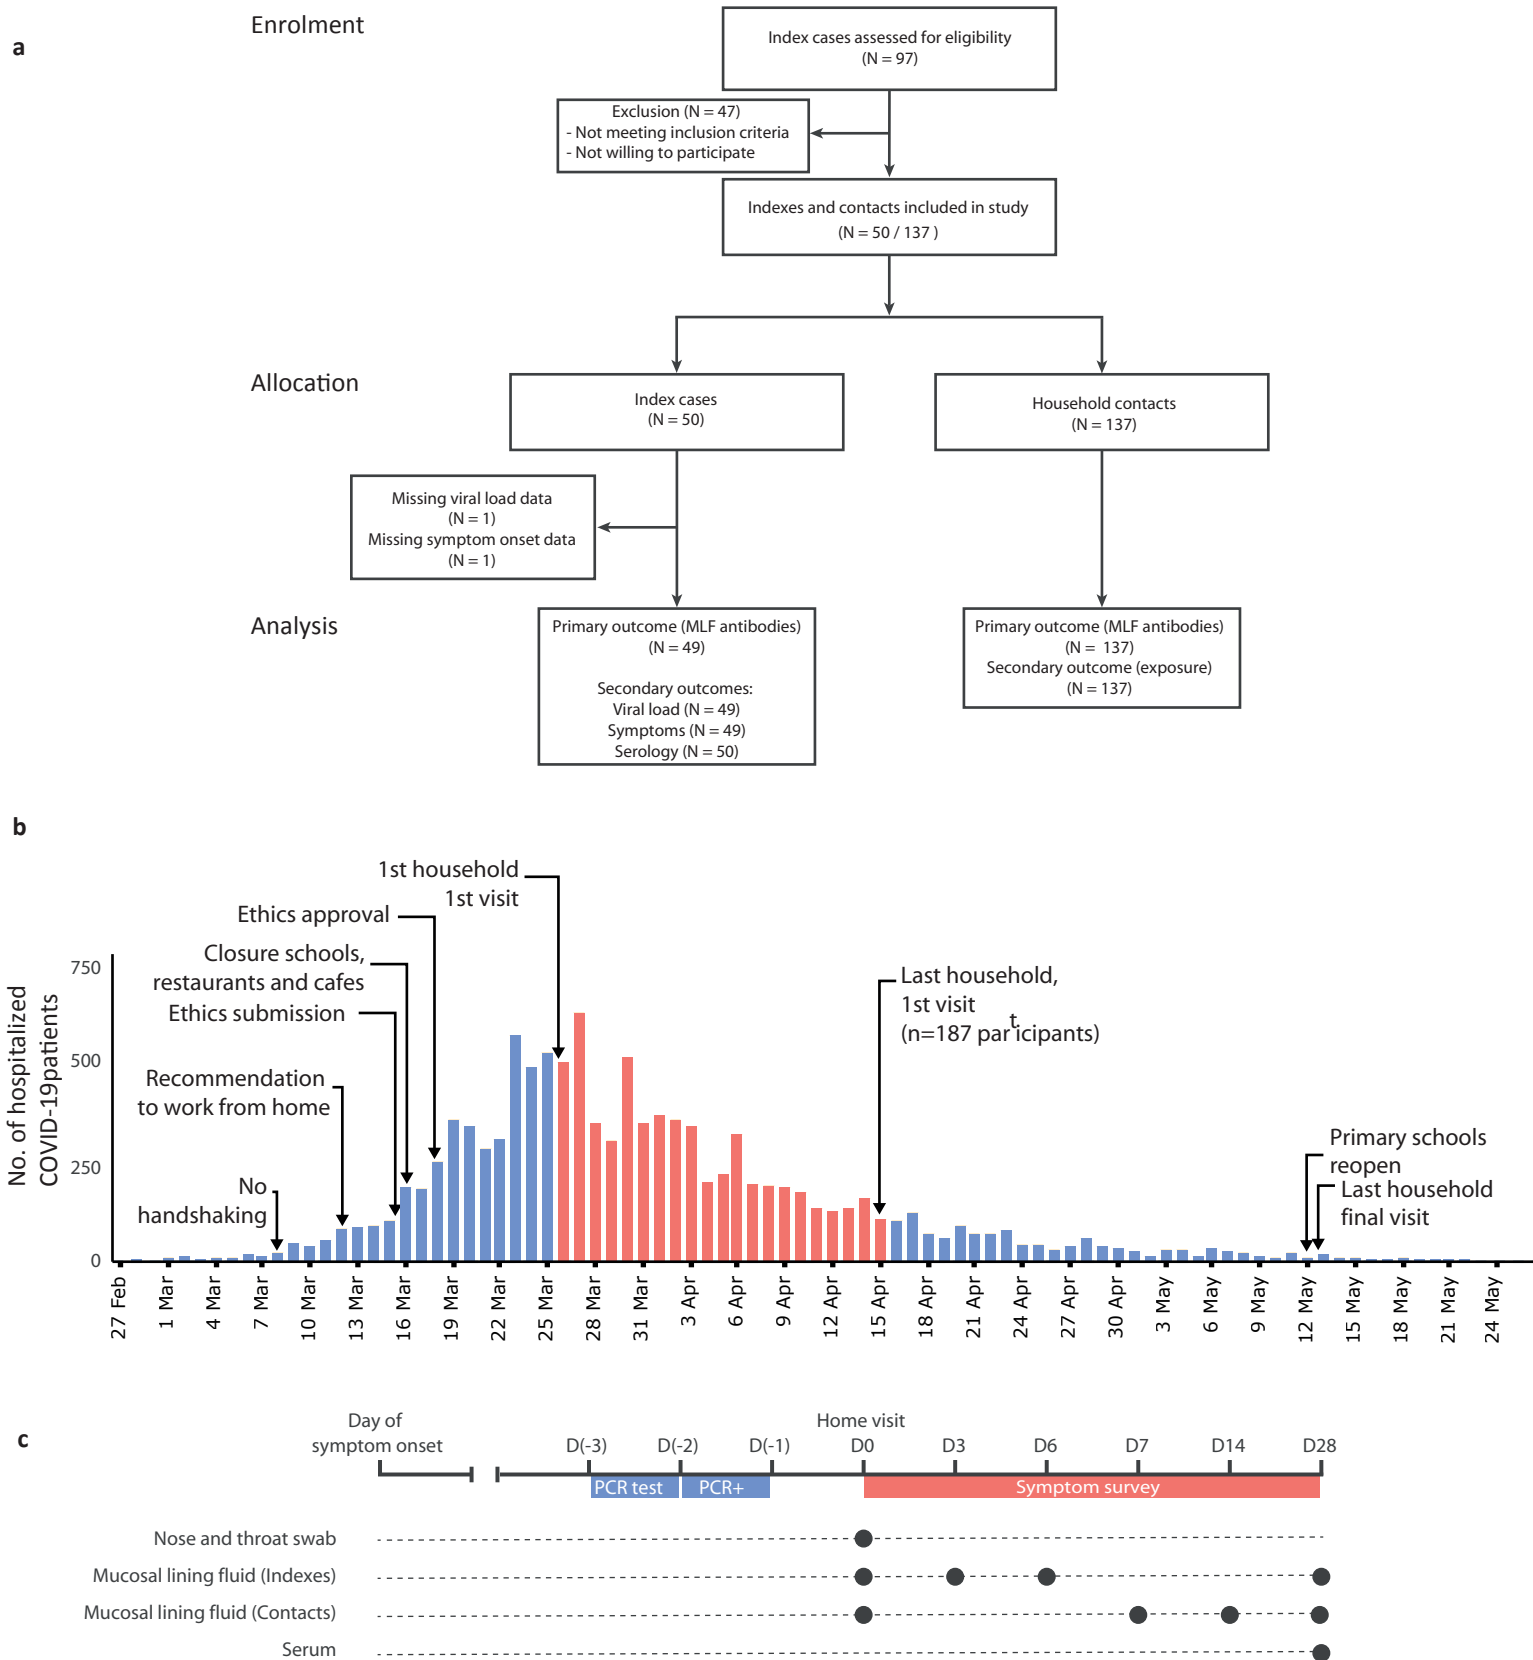 a
Enrolment
Index cases assessed for eligibility
(N = 97)
Exclusion (N = 47)
- Not meeting inclusion criteria
- Not willing to participate
Indexes and contacts included in study
(N = 50 / 137 )
Allocation
Index cases
(N = 50)
Household contacts
(N = 137)
Missing viral load data
(N = 1)
Missing symptom onset data
(N = 1)
Analysis
Primary outcome (MLF antibodies)
(N = 49)
Secondary outcomes:
Viral load (N = 49)
Symptoms (N = 49)
Serology (N = 50)
Primary outcome (MLF antibodies)
(N = 137)
Secondary outcome (exposure)
(N = 137)
b
No. of hospitalized
COVID-19patients
750
500
250
0
1st household
1st visit
Ethics approval
Closure schools,
restaurants and cafes
Ethics submission
Recommendation
to work from home
No
handshaking
Last household,
1st visit
(n=187 participants)
Primary schools
reopen
Last household
final visit
27 Feb
1 Mar
4 Mar
7 Mar
10 Mar
13 Mar
16 Mar
19 Mar
22 Mar
25 Mar
28 Mar
31 Mar
3 Apr
6 Apr
9 Apr
12 Apr
15 Apr
18 Apr
21 Apr
24 Apr
27 Apr
30 Apr
3 May
6 May
9 May
12 May
15 May
18 May
21 May
24 May
c
Day of
symptom onset
Home visit
D(-3)
D(-2)
D(-1)
D0
D3
D6
D7
D14
D28
PCR test
PCR+
Symptom survey
Nose and throat swab
Mucosal lining fluid (Indexes)
Mucosal lining fluid (Contacts)
Serum